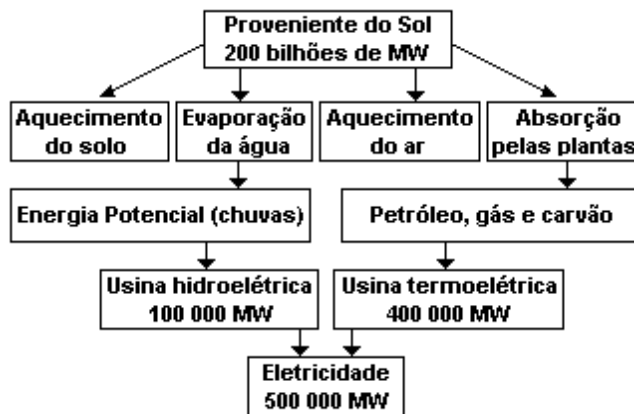 Proveniente do Sol
200 bilhões de MW
Aquecimento
do solo
Evaporação
da água
Aquecimento
do ar
Absorção
pelas plantas
Energia Potencial (chuvas)
Petróleo, gás e carvão
Usina hidroelétrica
100 000 MW
Usina termoelétrica
400 000 MW
Eletricidade
500 000 MW